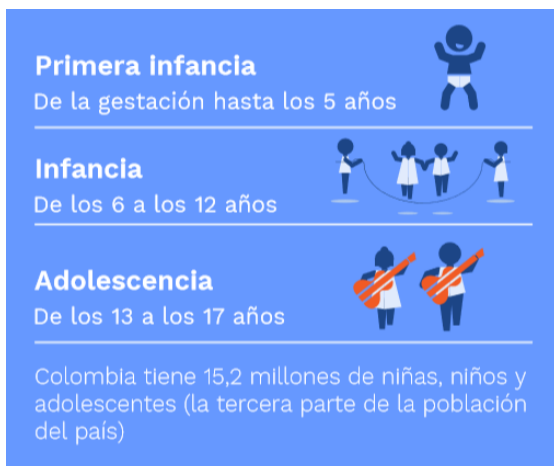 Primera infancia
De la gestación hasta los 5 años
Infancia
De los 6 a los 12 años
Adolescencia
De los 13 a los 17 años
Colombia tiene 15,2 millones de niñas, niños y
adolescentes (la tercera parte de la población
del país)